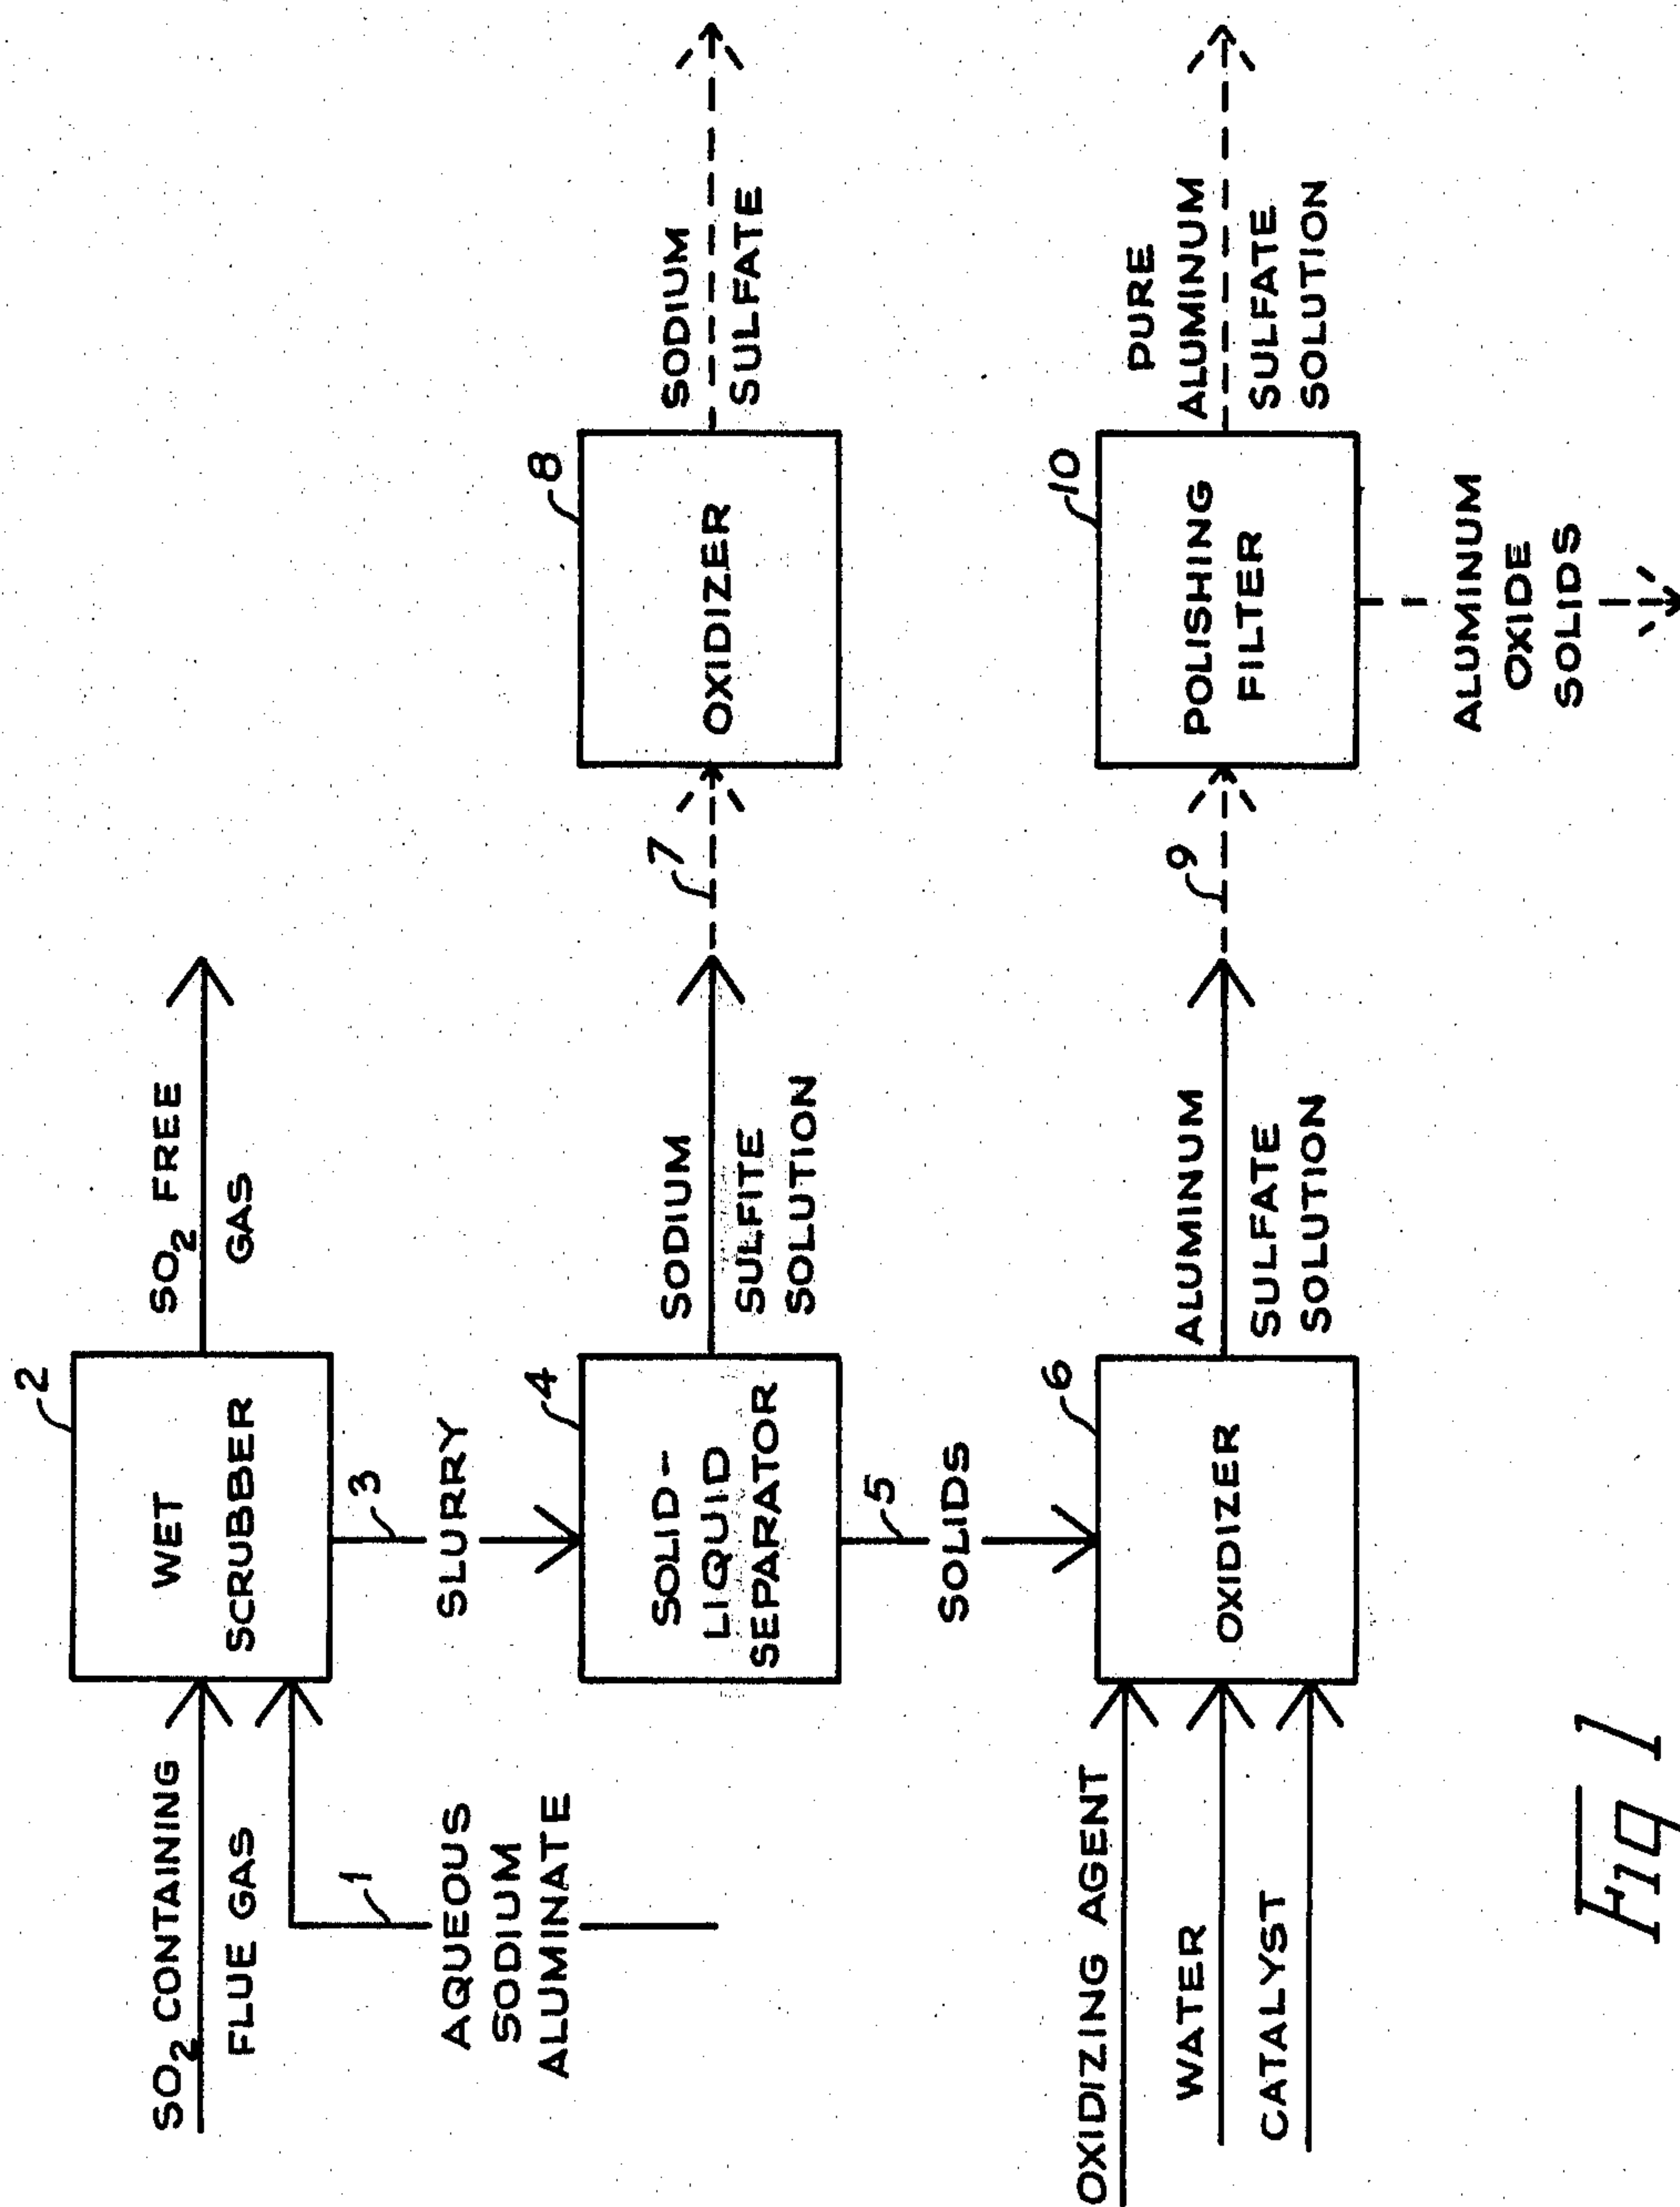 SO2 CONTAINING
FLUE GAS
1
AQUEOUS
SODIUM
ALUMINATE
2
WET
SCRUBBER
SO2 FREE
GAS
3
SLURRY
4
SOLID-
LIQUID
SEPARATOR
SODIUM
SULFITE
SOLUTION
7
8
OXIDIZER
SODIUM
SULFATE
5
SOLIDS
OXIDIZING AGENT
WATER
CATALYST
6
OXIDIZER
ALUMINUM
SULFATE
SOLUTION
9
10
POLISHING
FILTER
PURE
ALUMINUM
SULFATE
SOLUTION
ALUMINUM
OXIDE
SOLIDS
Fig 1